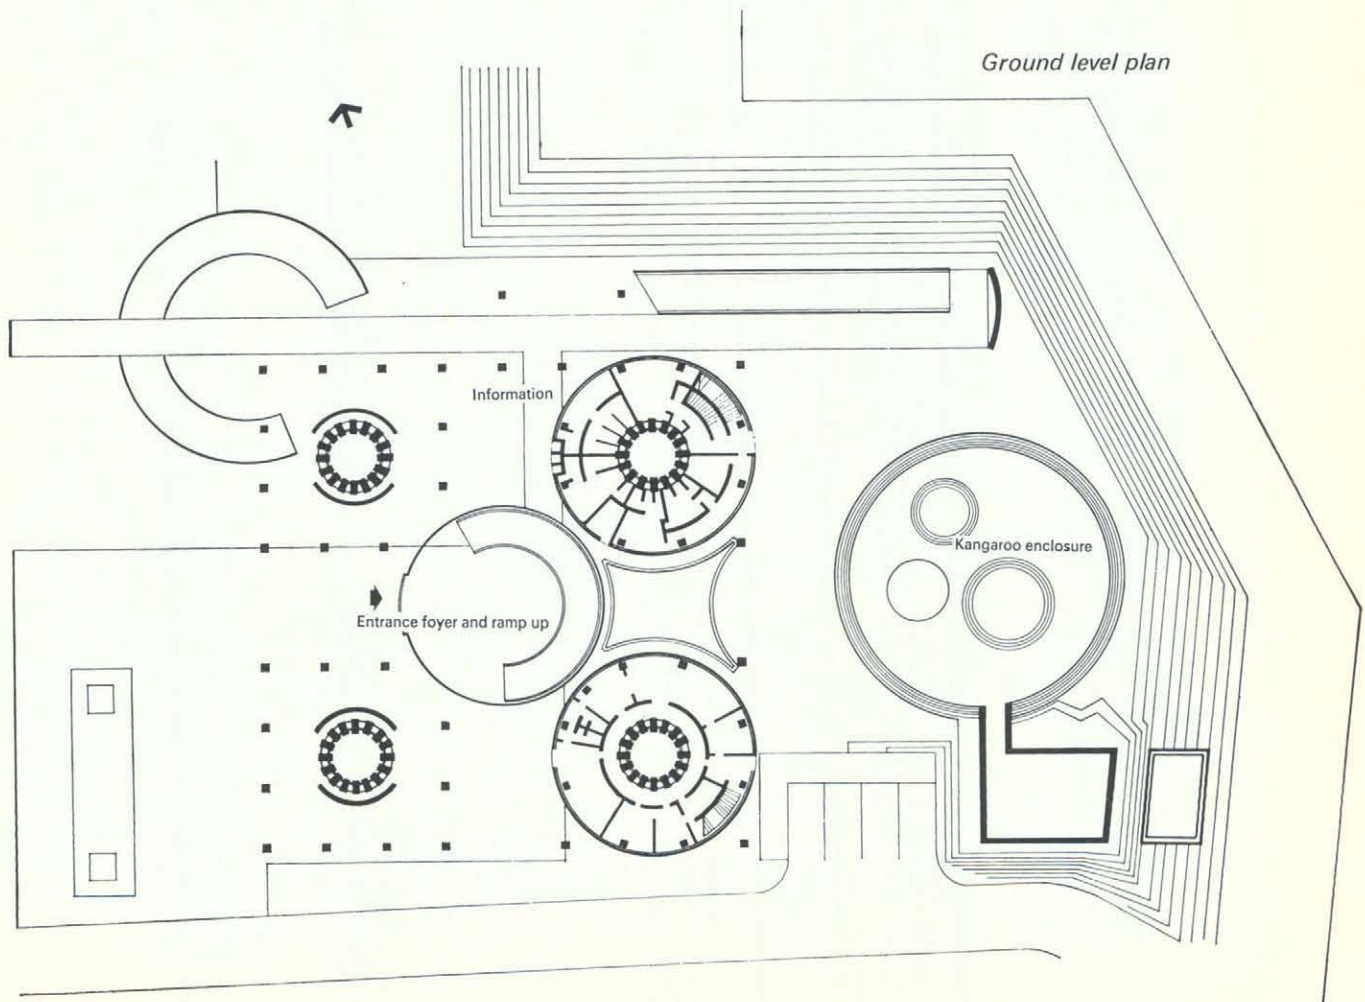 Ground level plan
Information
Kangaroo enclosure
Entrance foyer and ramp up